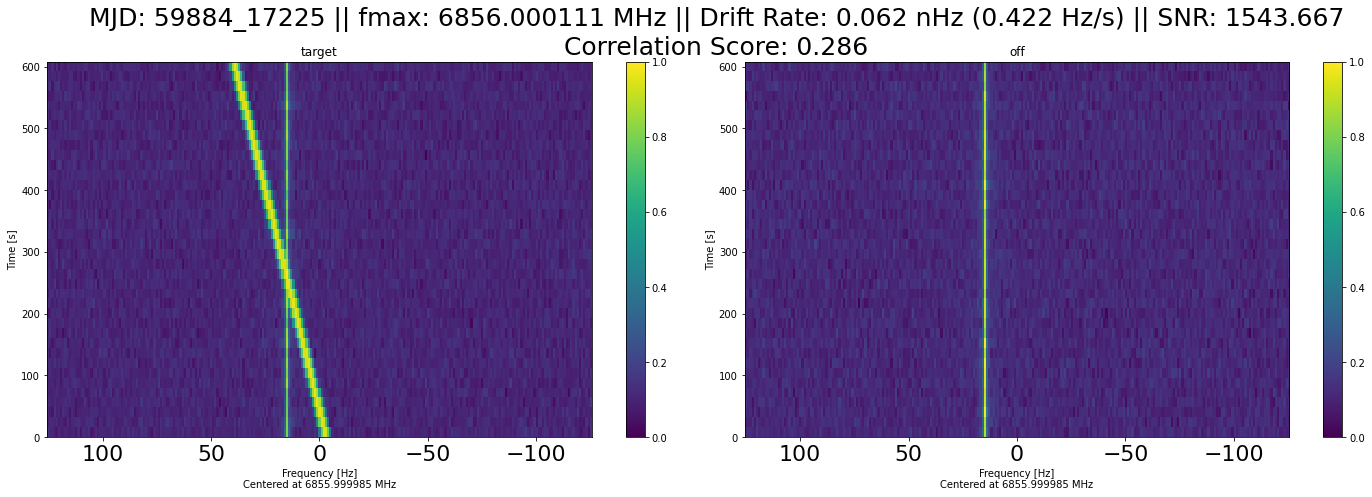 MJD: 59884_17225 || fmax: 6856.000111 MHz || Drift Rate: 0.062 nHz (0.422 Hz/s) || SNR: 1543.667
Correlation Score: 0.286
target
600
500
400
300
200
100
0
Time [s]
100 50 0 −50 −100
Frequency [Hz]
Centered at 6855.999985 MHz
1.0
0.8
0.6
0.4
0.2
0.0
off
600
500
400
300
200
100
0
Time [s]
100 50 0 −50 −100
Frequency [Hz]
Centered at 6855.999985 MHz
1.0
0.8
0.6
0.4
0.2
0.0